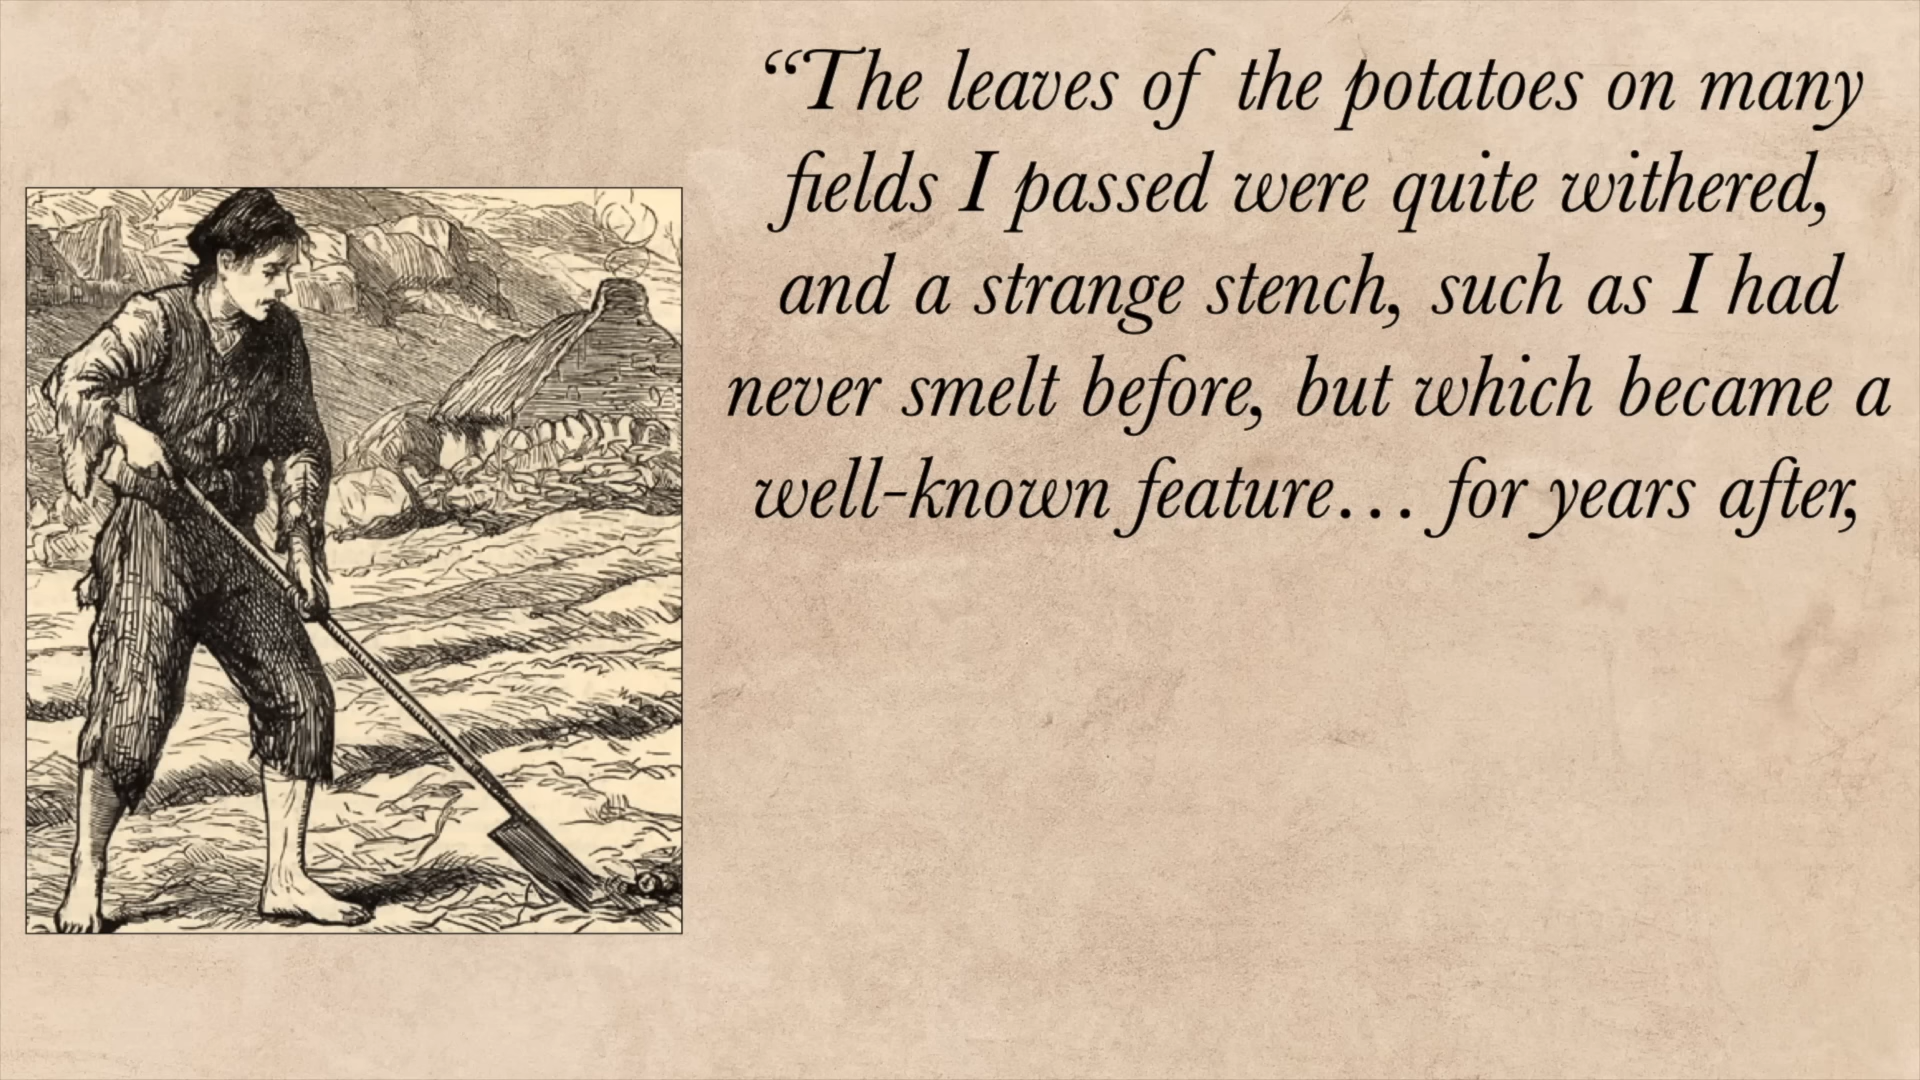 “The leaves of the potatoes on many
fields I passed were quite withered,
and a strange stench, such as I had
never smelt before, but which became a
well-known feature… for years after,